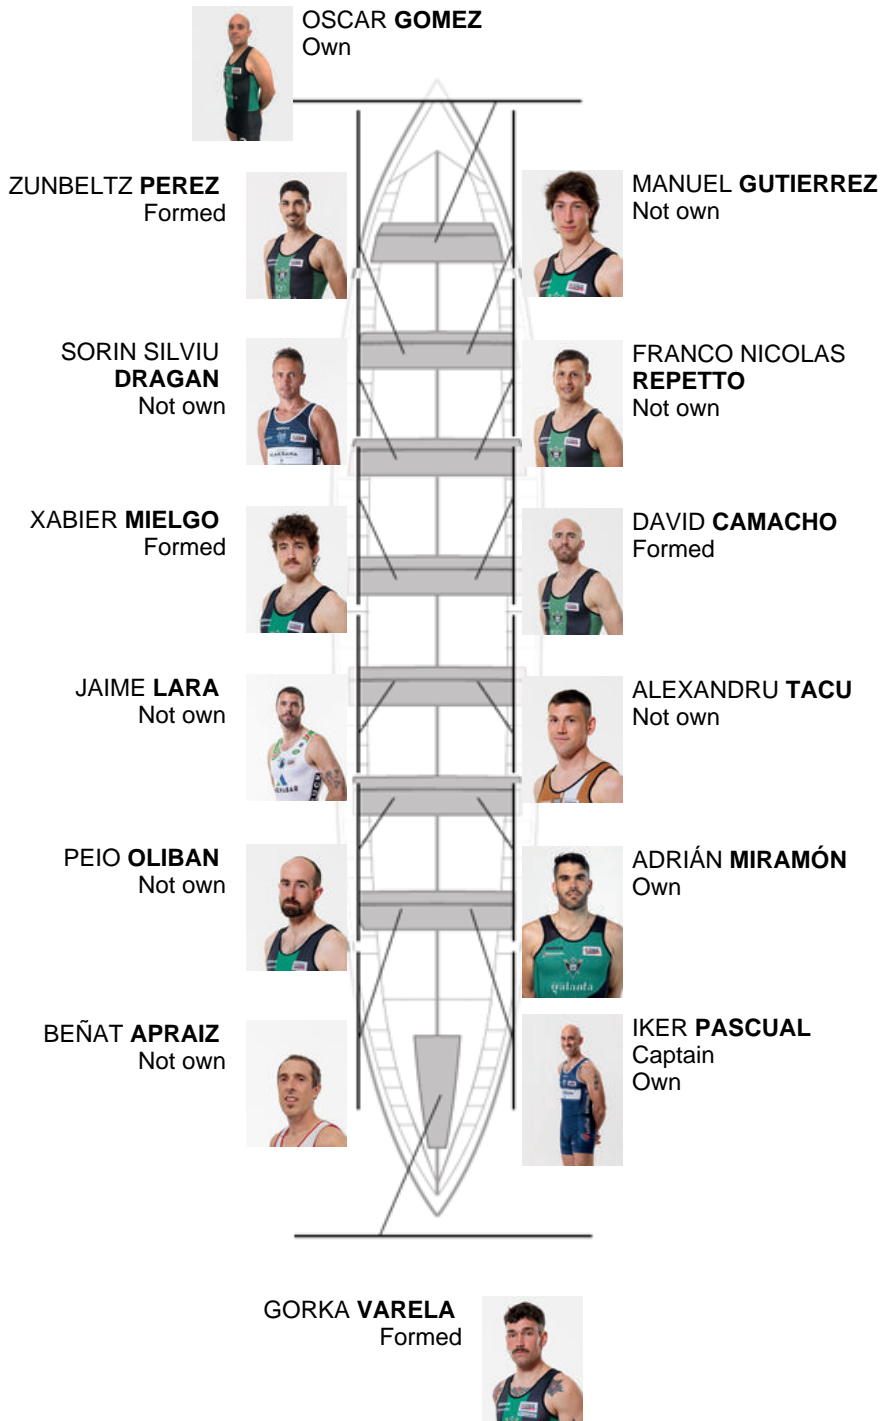 OSCAR GOMEZ
Own
ZUNBELTZ PEREZ
Formed
MANUEL GUTIERREZ
Not own
SORIN SILVIU
DRAGAN
Not own
FRANCO NICOLAS
REPETTO
Not own
XABIER MIELGO
Formed
DAVID CAMACHO
Formed
JAIME LARA
Not own
ALEXANDRU TACU
Not own
PEIO OLIBAN
Not own
ADRIÁN MIRAMÓN
Own
BEÑAT APRAIZ
Not own
IKER PASCUAL
Captain
Own
GORKA VARELA
Formed